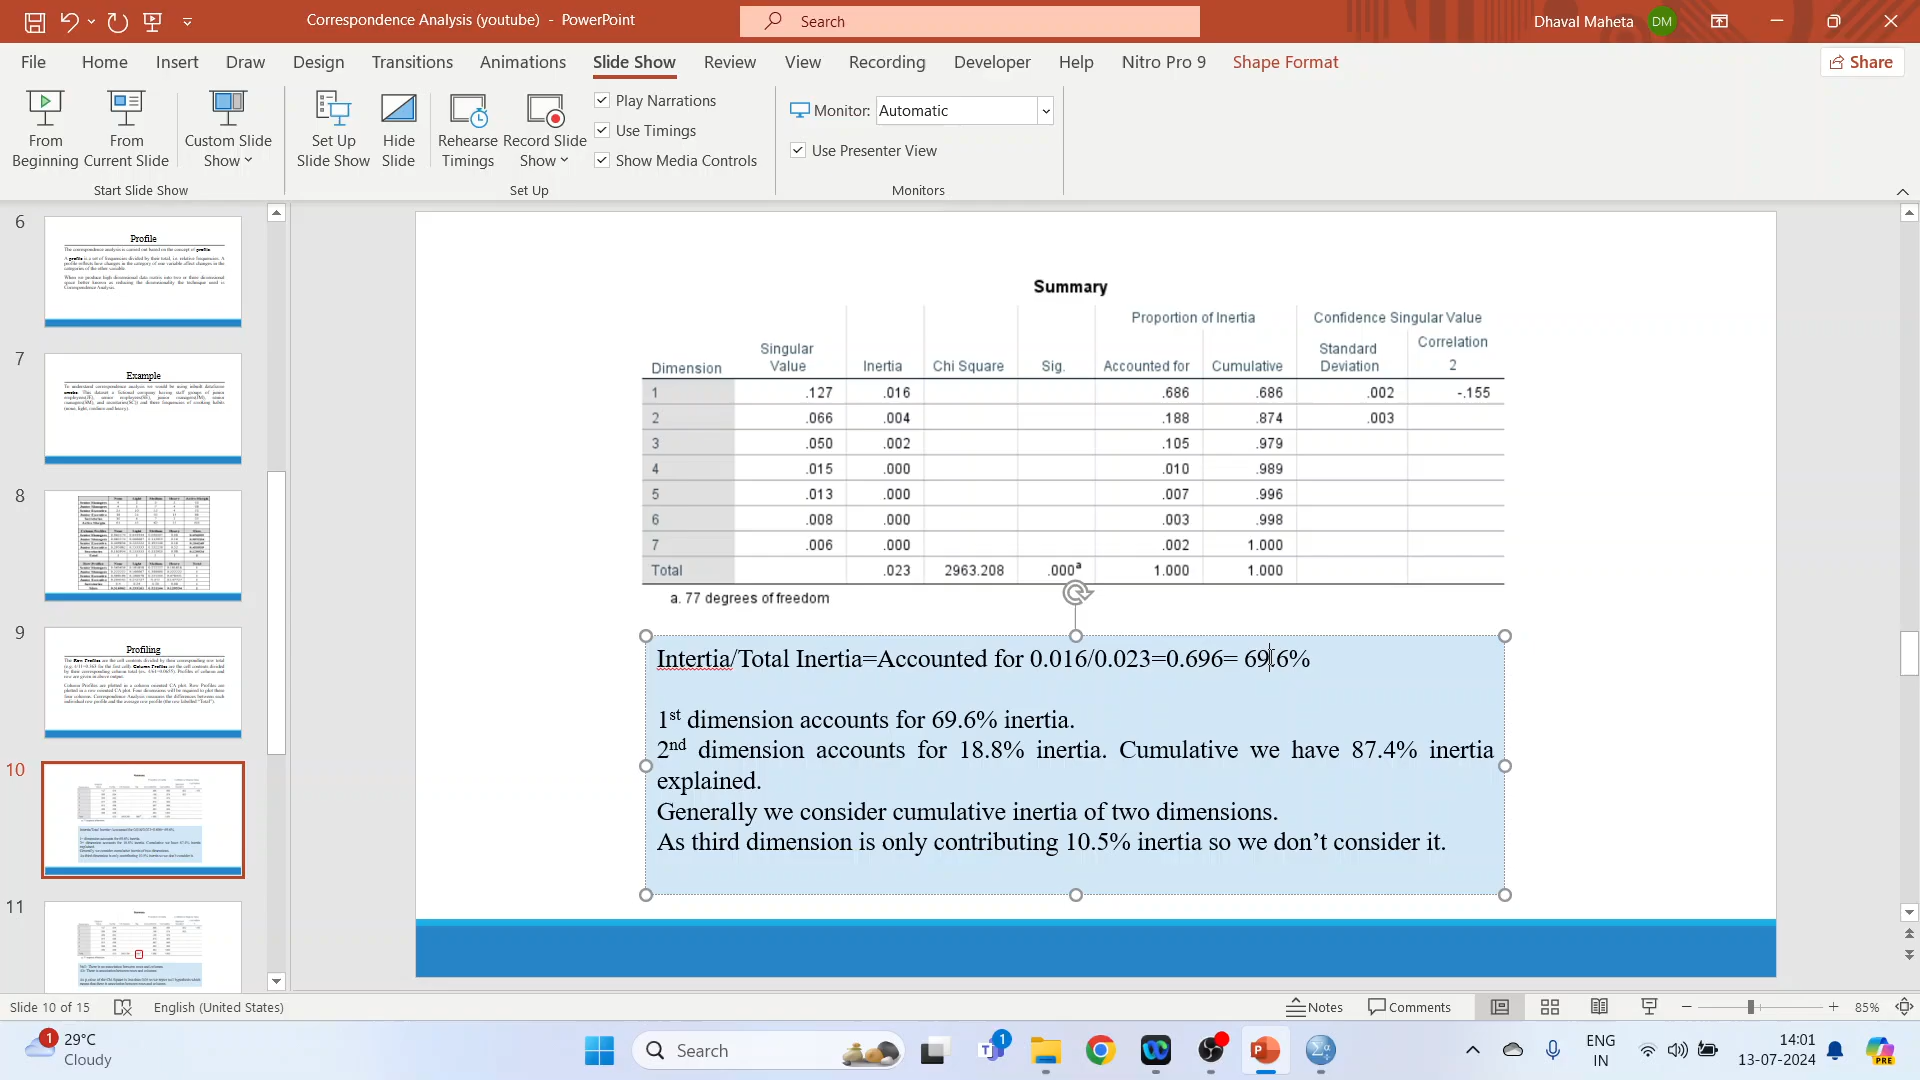 Correspondence Analysis (youtube) - PowerPoint
Search
Dhaval Maheta
DM
File Home Insert Draw Design Transitions Animations Slide Show Review View Recording Developer Help Nitro Pro 9 Shape Format
Share
From Beginning
From Current Slide
Custom Slide Show
Set Up Slide Show
Hide Slide
Rehearse Timings
Record Slide Show
Play Narrations
Use Timings
Show Media Controls
Monitor: Automatic
Use Presenter View
Start Slide Show
Set Up
Monitors
6
Profile
7
Example
8
9
Profiling
10
11
Summary
Proportion of Inertia Confidence Singular Value
Dimension Singular Value Inertia Chi Square Sig. Accounted for Cumulative Standard Deviation Correlation 2
1 .127 .016 .686 .686 .002 -.155
2 .066 .004 .188 .874 .003
3 .050 .002 .105 .979
4 .015 .000 .010 .989
5 .013 .000 .007 .996
6 .008 .000 .003 .998
7 .006 .000 .002 1.000
Total .023 2963.208 .000a 1.000 1.000
a. 77 degrees of freedom
Intertia/Total Inertia=Accounted for 0.016/0.023=0.696= 69.6%
1st dimension accounts for 69.6% inertia.
2nd dimension accounts for 18.8% inertia. Cumulative we have 87.4% inertia
explained.
Generally we consider cumulative inertia of two dimensions.
As third dimension is only contributing 10.5% inertia so we don’t consider it.
Slide 10 of 15
English (United States)
Notes
Comments
85%
1
29°C
Cloudy
Search
1
ENG
IN
14:01
13-07-2024
PRE